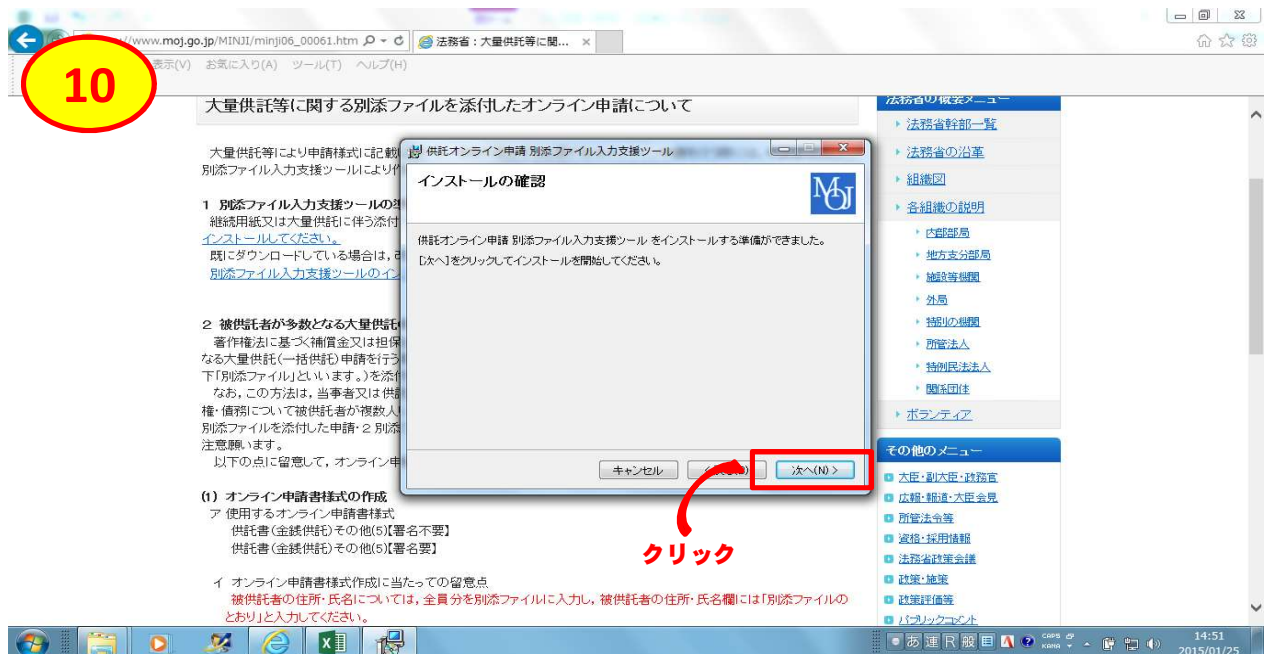 10
www.moj.go.jp/MINJI/minji06_00061.htm
法務省：大量供託等に関...
表示(V) お気に入り(A) ツール(T) ヘルプ(H)
大量供託等に関する別添ファイルを添付したオンライン申請について
大量供託等により申請様式に記載
別添ファイル入力支援ツールにより作
1 別添ファイル入力支援ツールの準
継続用紙又は大量供託に伴う添付
インストールしてください。
既にダウンロードしている場合は，
別添ファイル入力支援ツールのイン
2 被供託者が多数となる大量供託
著作権法に基づく補償金又は担保
なる大量供託（一括供託）申請を行う
下「別添ファイル」といいます。）を添付
なお，この方法は，当事者又は供託
権・債務について被供託者が複数人
別添ファイルを添付した申請・２別添
注意願います。
以下の点に留意して，オンライン申
(1) オンライン申請書様式の作成
ア 使用するオンライン申請書様式
供託書（金銭供託）その他(5)【署名不要】
供託書（金銭供託）その他(5)【署名要】
イ オンライン申請書様式作成に当たっての留意点
被供託者の住所・氏名については，全員分を別添ファイルに入力し，被供託者の住所・氏名欄には「別添ファイルの
とおり」と入力してください。
供託オンライン申請 別添ファイル入力支援ツール
インストールの確認
MOJ
供託オンライン申請 別添ファイル入力支援ツール をインストールする準備ができました。
[次へ]をクリックしてインストールを開始してください。
キャンセル
次へ(N) >
クリック
法務省の概要メニュー
法務省幹部一覧
法務省の沿革
組織図
各組織の説明
内部部局
地方支分部局
施設等機関
外局
特別の機関
所管法人
特例民法法人
関係団体
ボランティア
その他のメニュー
大臣・副大臣・政務官
広報・報道・大臣会見
所管法令等
資格・採用情報
法務省政策会議
政策・施策
政策評価等
パブリックコメント
あ 連 R 般
CAPS
KANA
14:51
2015/01/25